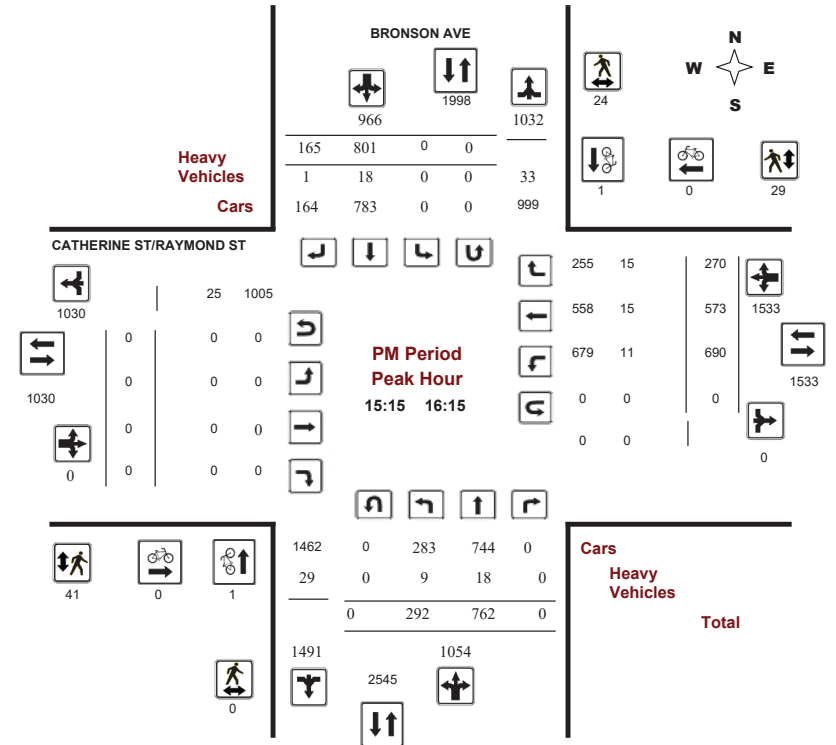 BRONSON AVE
N
W E
S
1998
24
966 1032
165 801 0 0
Heavy
Vehicles
1 18 0 0 33
Cars
164 783 0 0 999
1 0 29
CATHERINE ST/RAYMOND ST
1030
25 1005
255 15 270
0 0 0
558 15 573 1533
PM Period
Peak Hour
0 0 0
679 11 690
1030
1533
15:15 16:15
0 0 0
0 0 0
0 0 0
0 0
0
0
1462 0 283 744 0
Cars
29 0 9 18 0
Heavy
Vehicles
41 0 1
0 292 762 0
Total
1491 1054
2545
0